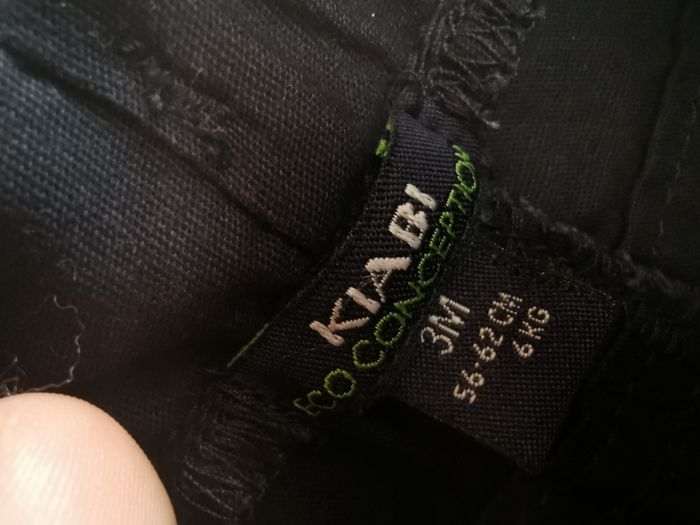 KIABI
ECO CONCEPTION
3M
56-62 CM
6 KG